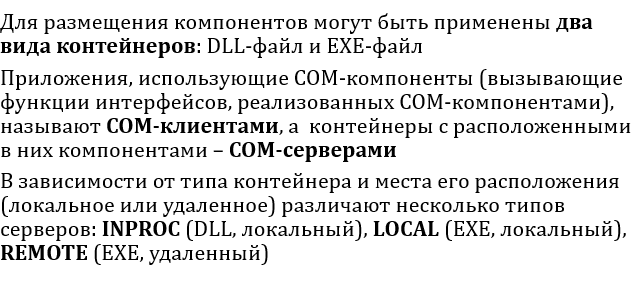 Для размещения компонентов могут быть применены два
вида контейнеров: DLL-файл и EXE-файл
Приложения, использующие COM-компоненты (вызывающие
функции интерфейсов, реализованных COM-компонентами),
называют COM-клиентами, а контейнеры с расположенными
в них компонентами – COM-серверами
В зависимости от типа контейнера и места его расположения
(локальное или удаленное) различают несколько типов
серверов: INPROC (DLL, локальный), LOCAL (EXE, локальный),
REMOTE (EXE, удаленный)